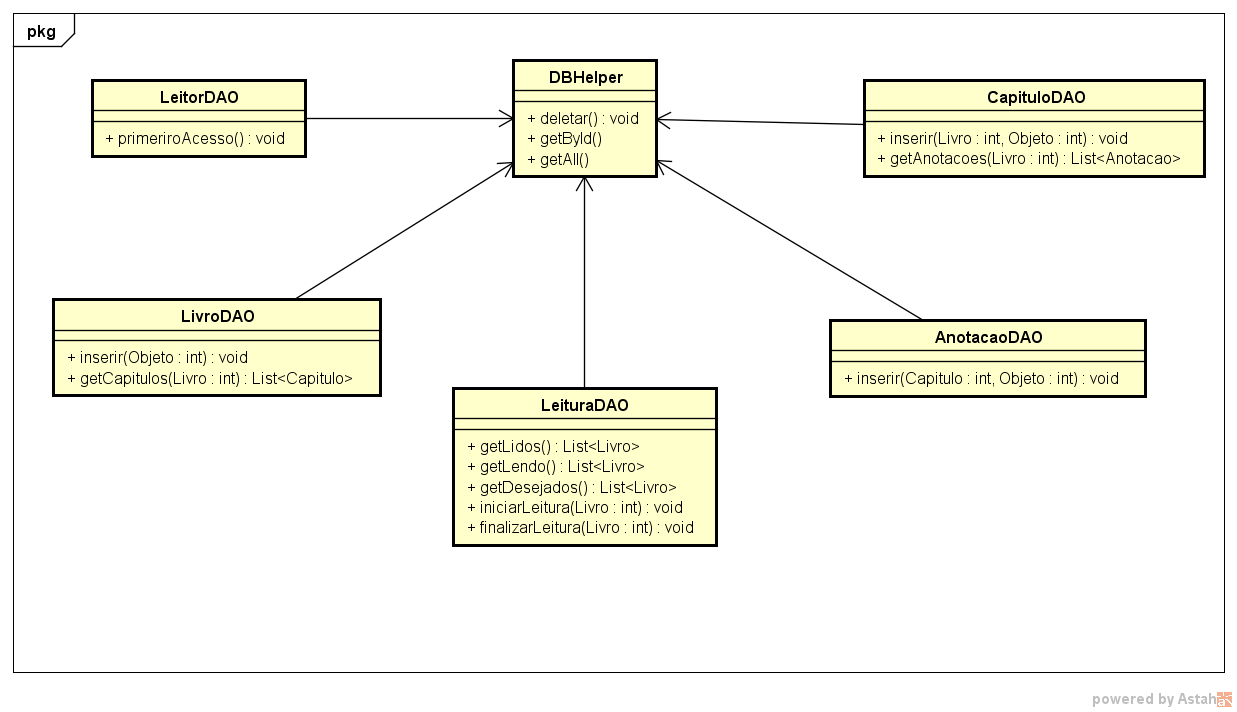 pkg
LeitorDAO
+ primeriroAcesso() : void
DBHelper
+ deletar() : void
+ getById()
+ getAll()
CapituloDAO
+ inserir(Livro : int, Objeto : int) : void
+ getAnotacoes(Livro : int) : List<Anotacao>
LivroDAO
+ inserir(Objeto : int) : void
+ getCapitulos(Livro : int) : List<Capitulo>
LeituraDAO
+ getLidos() : List<Livro>
+ getLendo() : List<Livro>
+ getDesejados() : List<Livro>
+ iniciarLeitura(Livro : int) : void
+ finalizarLeitura(Livro : int) : void
AnotacaoDAO
+ inserir(Capitulo : int, Objeto : int) : void
powered by Astah